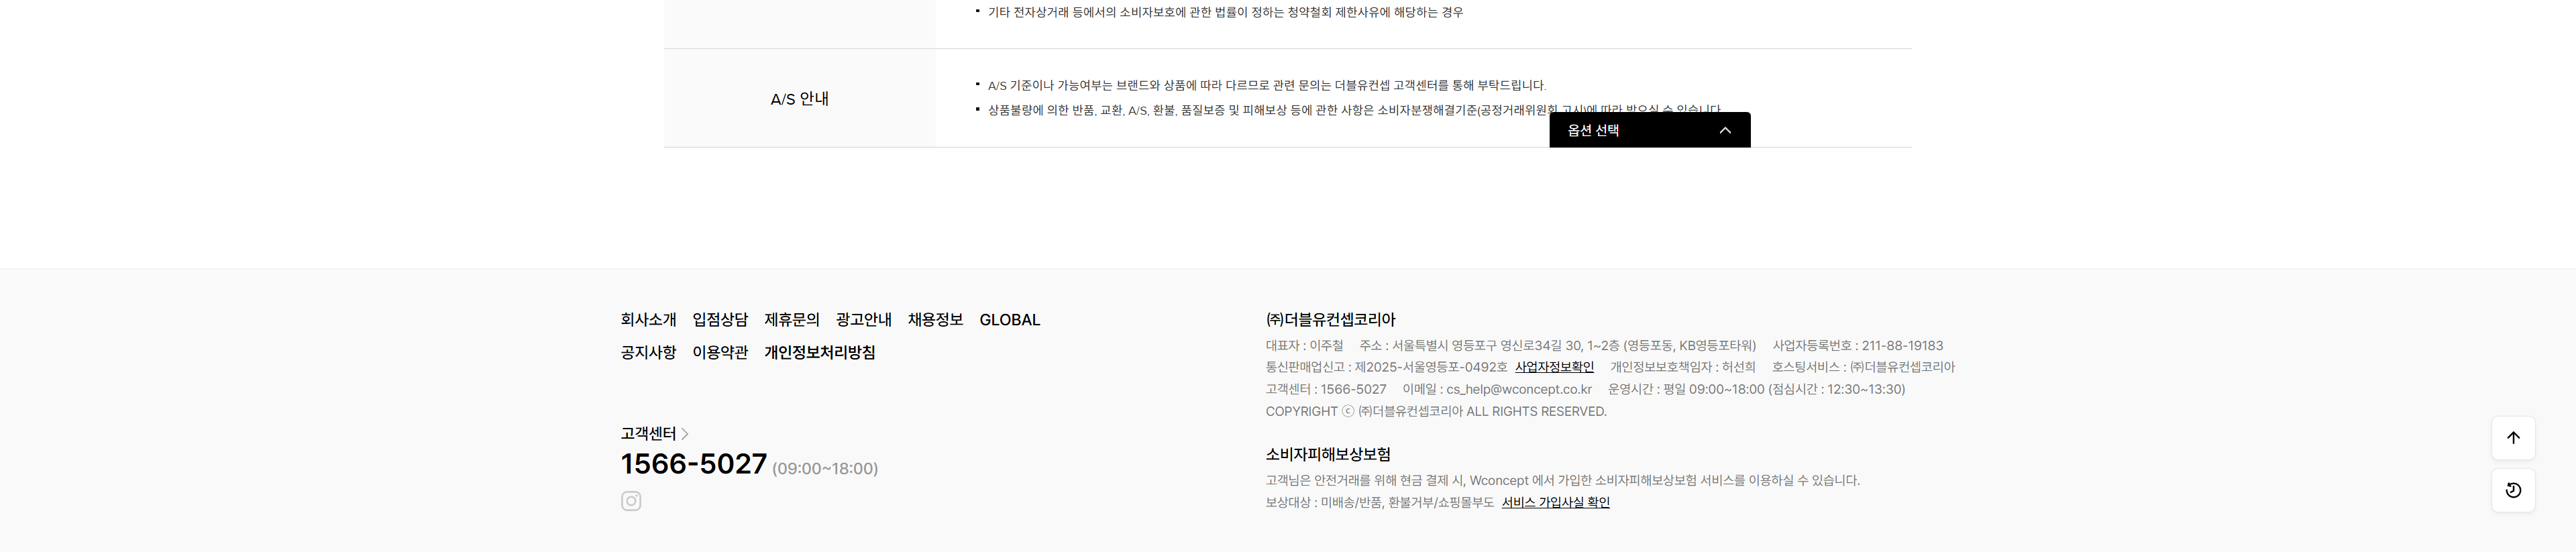 기타 전자상거래 등에서의 소비자보호에 관한 법률이 정하는 청약철회 제한사유에 해당하는 경우
A/S 안내
A/S 기준이나 가능여부는 브랜드와 상품에 따라 다르므로 관련 문의는 더블유컨셉 고객센터를 통해 부탁드립니다.
상품불량에 의한 반품, 교환, A/S, 환불, 품질보증 및 피해보상 등에 관한 사항은 소비자분쟁해결기준(공정거래위원회 고시)에 따라 받으실 수 있습니다.
옵션 선택
회사소개 입점상담 제휴문의 광고안내 채용정보 GLOBAL
공지사항 이용약관 개인정보처리방침
고객센터
1566-5027 (09:00~18:00)
㈜더블유컨셉코리아
대표자 : 이주철 주소 : 서울특별시 영등포구 영신로34길 30, 1~2층 (영등포동, KB영등포타워) 사업자등록번호 : 211-88-19183
통신판매업신고 : 제2025-서울영등포-0492호 사업자정보확인 개인정보보호책임자 : 허선희 호스팅서비스 : ㈜더블유컨셉코리아
고객센터 : 1566-5027 이메일 : cs_help@wconcept.co.kr 운영시간 : 평일 09:00~18:00 (점심시간 : 12:30~13:30)
COPYRIGHT ⓒ ㈜더블유컨셉코리아 ALL RIGHTS RESERVED.
소비자피해보상보험
고객님은 안전거래를 위해 현금 결제 시, Wconcept 에서 가입한 소비자피해보상보험 서비스를 이용하실 수 있습니다.
보상대상 : 미배송/반품, 환불거부/쇼핑몰부도 서비스 가입사실 확인